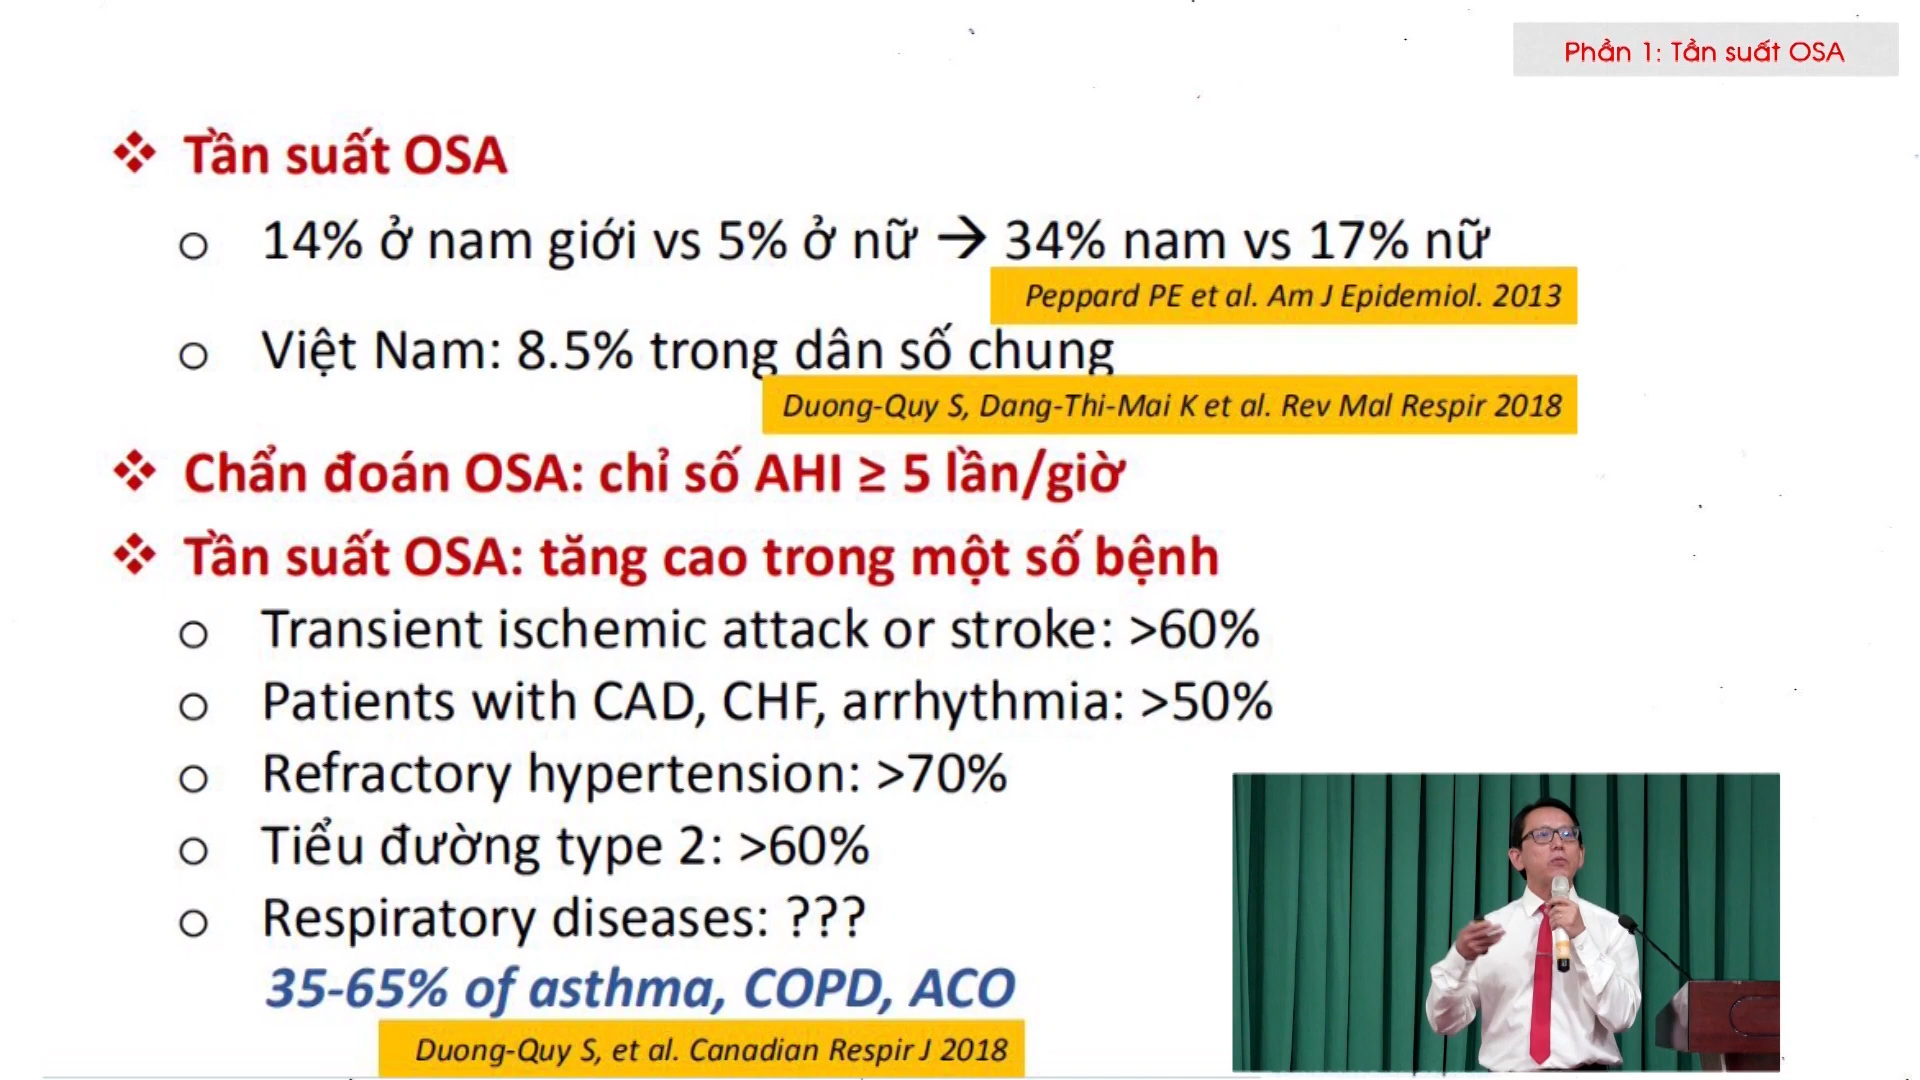 Phần 1: Tần suất OSA
Tần suất OSA
14% ở nam giới vs 5% ở nữ → 34% nam vs 17% nữ
Peppard PE et al. Am J Epidemiol. 2013
Việt Nam: 8.5% trong dân số chung
Duong-Quy S, Dang-Thi-Mai K et al. Rev Mal Respir 2018
Chẩn đoán OSA: chỉ số AHI ≥ 5 lần/giờ
Tần suất OSA: tăng cao trong một số bệnh
Transient ischemic attack or stroke: >60%
Patients with CAD, CHF, arrhythmia: >50%
Refractory hypertension: >70%
Tiểu đường type 2: >60%
Respiratory diseases: ???
35-65% of asthma, COPD, ACO
Duong-Quy S, et al. Canadian Respir J 2018